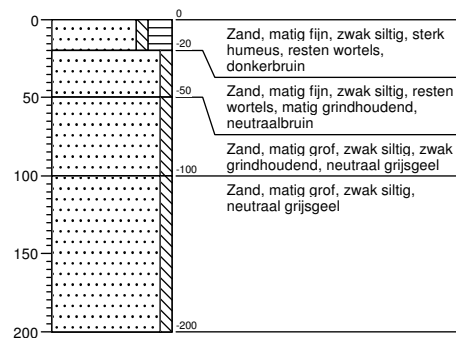 0
50
100
150
200
0
-20
-50
-100
-200
Zand, matig fijn, zwak siltig, sterk
humeus, resten wortels,
donkerbruin
Zand, matig fijn, zwak siltig, resten
wortels, matig grindhoudend,
neutraalbruin
Zand, matig grof, zwak siltig, zwak
grindhoudend, neutraal grijsgeel
Zand, matig grof, zwak siltig,
neutraal grijsgeel